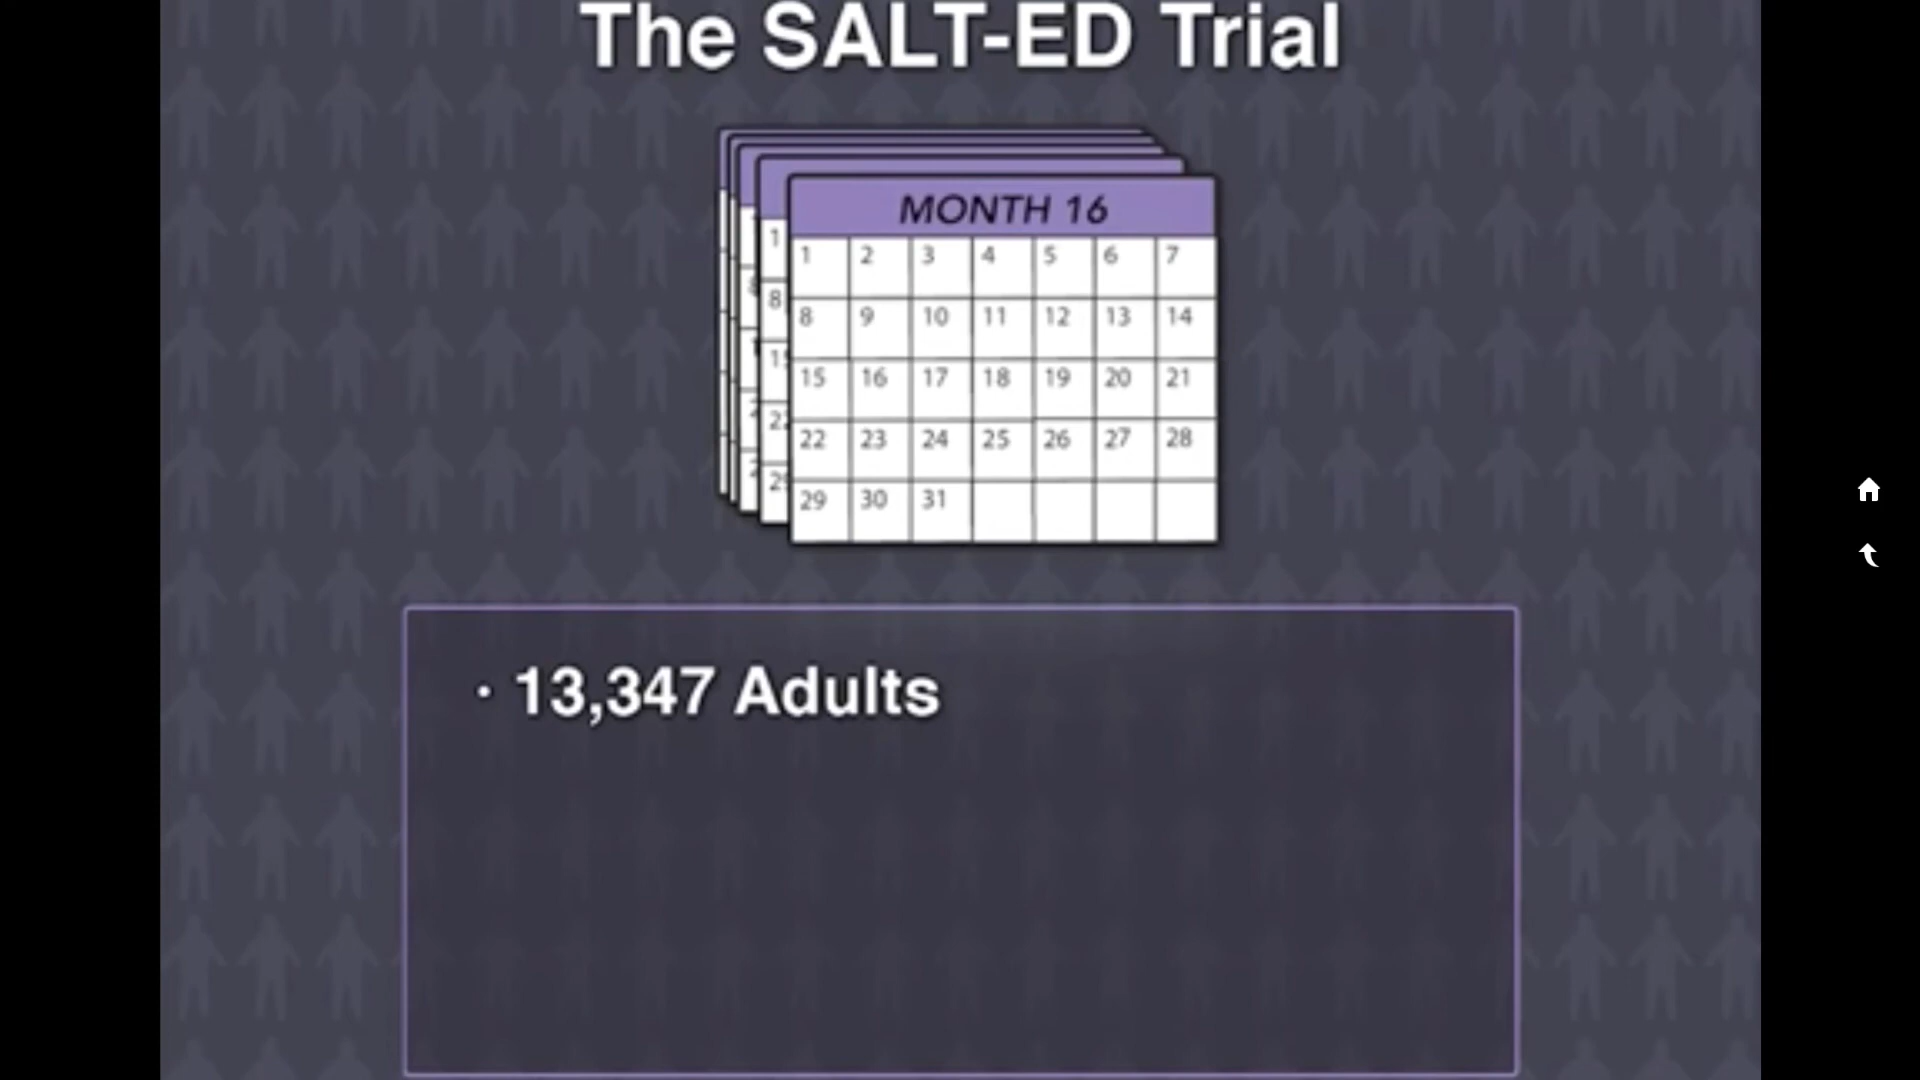 The SALT-ED Trial
MONTH 16
1 2 3 4 5 6 7
8 9 10 11 12 13 14
15 16 17 18 19 20 21
22 23 24 25 26 27 28
29 30 31
· 13,347 Adults